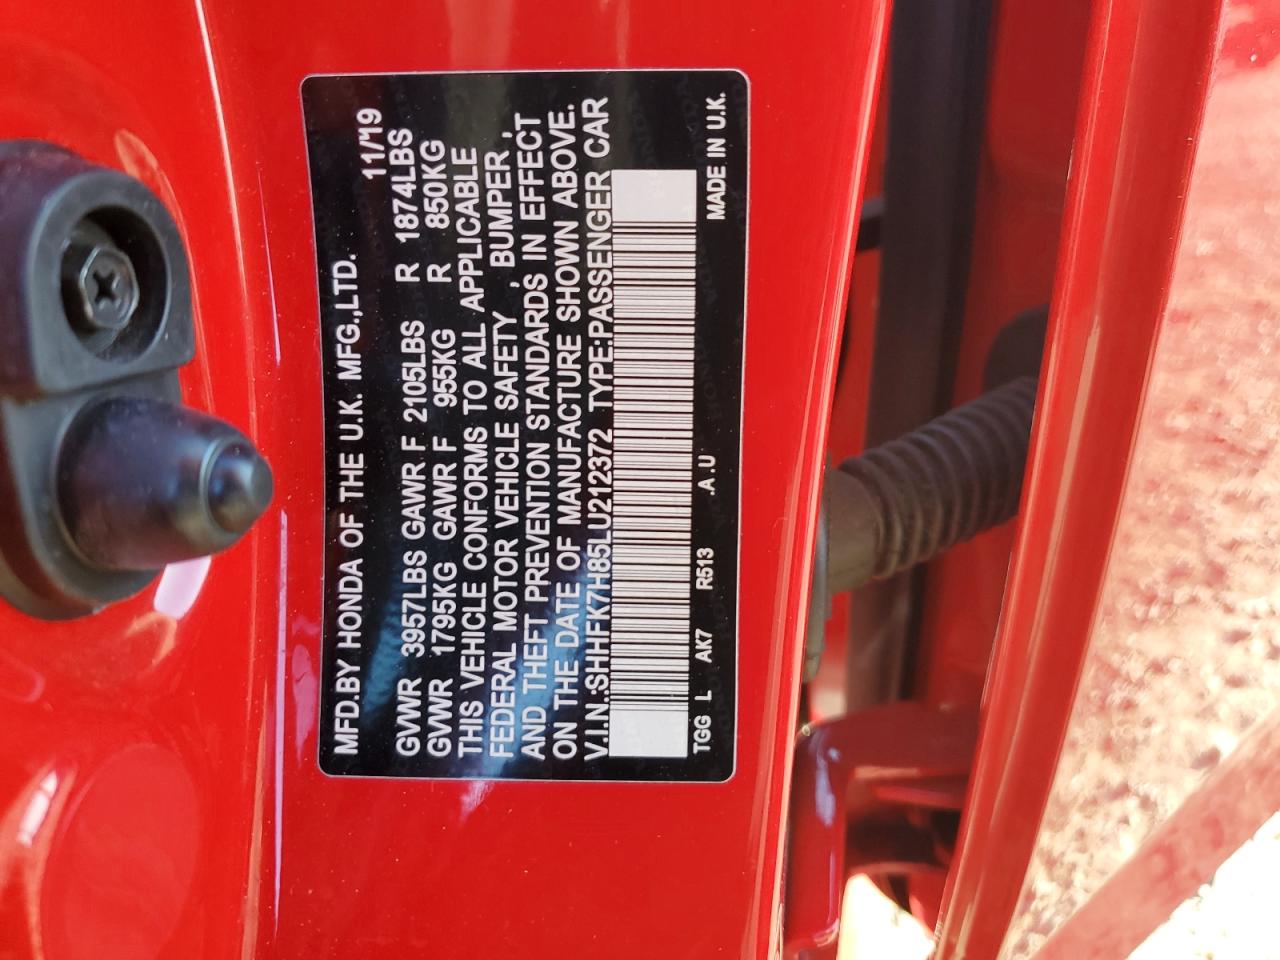 MFD.BY HONDA OF THE U.K. MFG.,LTD. 11/'19
GVWR 3957LBS GAWR F 2105LBS R 1874LBS
GVWR 1795KG GAWR F 955KG R 850KG
THIS VEHICLE CONFORMS TO ALL APPLICABLE
FEDERAL MOTOR VEHICLE SAFETY , BUMPER ,
AND THEFT PREVENTION STANDARDS IN EFFECT
ON THE DATE OF MANUFACTURE SHOWN ABOVE.
V.I.N.:SHHFK7H85LU212372 TYPE:PASSENGER CAR
TGG L AK7 R513 .A.U MADE IN U.K.